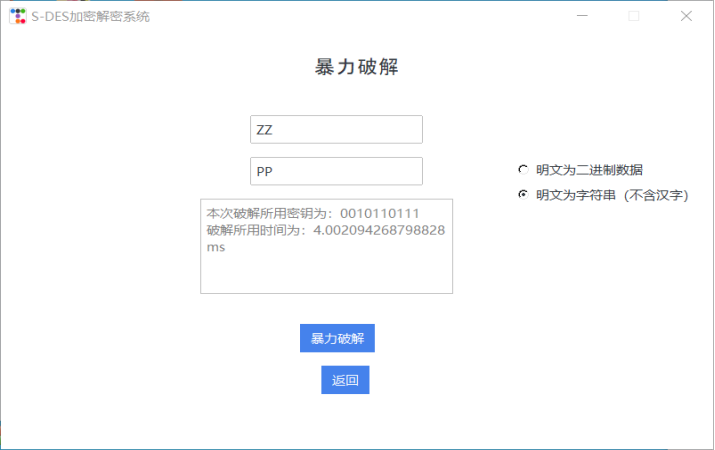 S-DES加密解密系统
暴力破解
ZZ
PP
明文为二进制数据
明文为字符串（不含汉字）
本次破解所用密钥为：0010110111
破解所用时间为：4.002094268798828
ms
暴力破解
返回